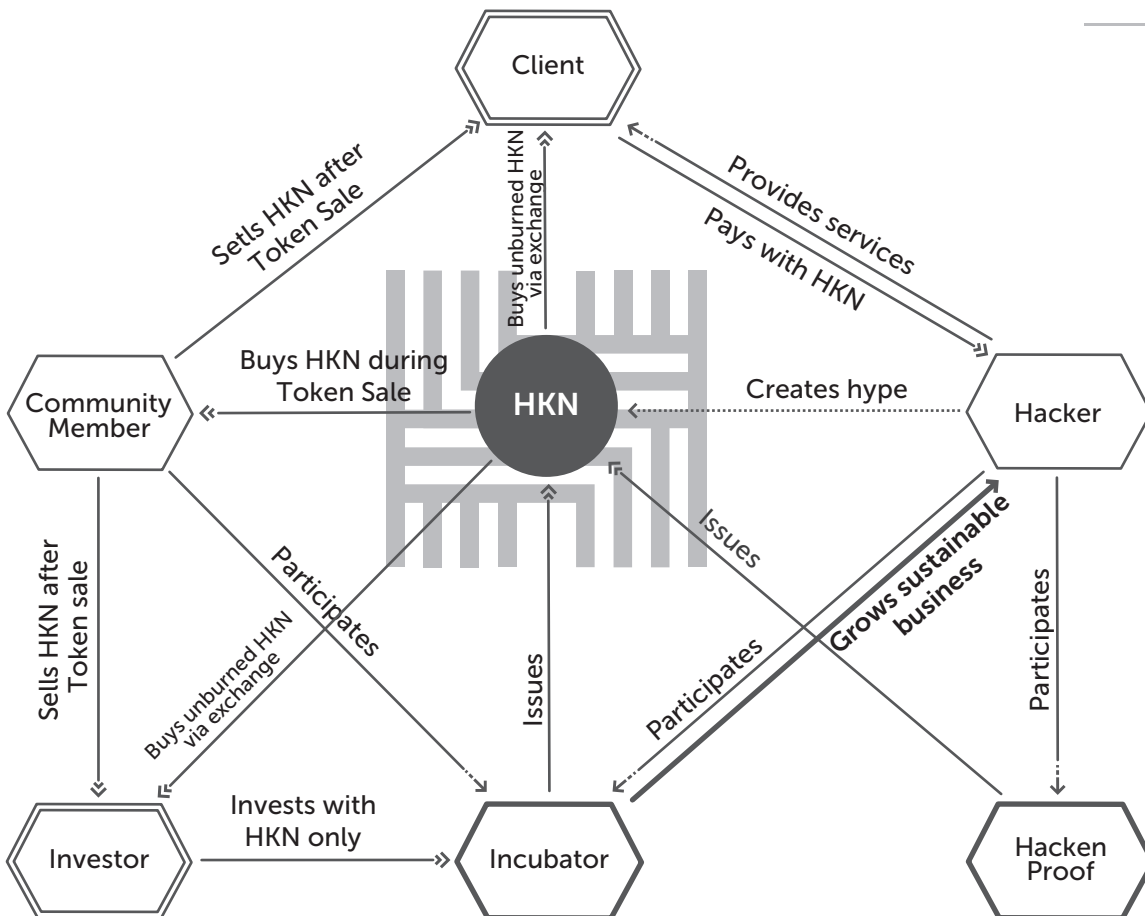 Client
Setls HKN after
Token Sale
Buys unburned HKN
via exchange
Provides services
Pays with HKN
Buys HKN during
Token Sale
Community
Member
HKN
Creates hype
Hacker
Sells HKN after
Token sale
Participates
Buys unburned HKN
via exchange
Issues
Issues
Participates
Grows sustainable
business
Participates
Invests with
HKN only
Investor
Incubator
Hacken
Proof